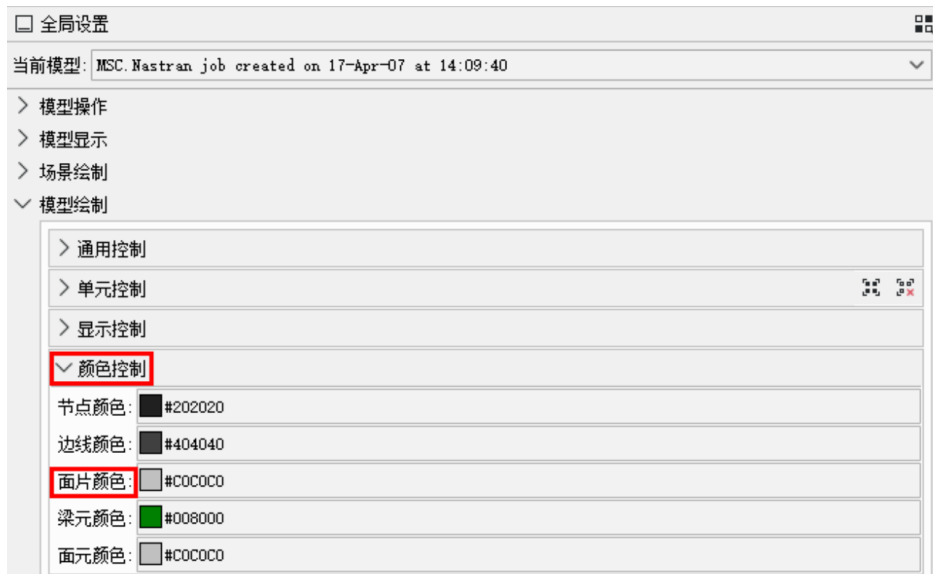 全局设置
当前模型: MSC.Nastran job created on 17-Apr-07 at 14:09:40
模型操作
模型显示
场景绘制
模型绘制
通用控制
单元控制
显示控制
颜色控制
节点颜色: #202020
边线颜色: #404040
面片颜色: #C0C0C0
梁元颜色: #008000
面元颜色: #C0C0C0